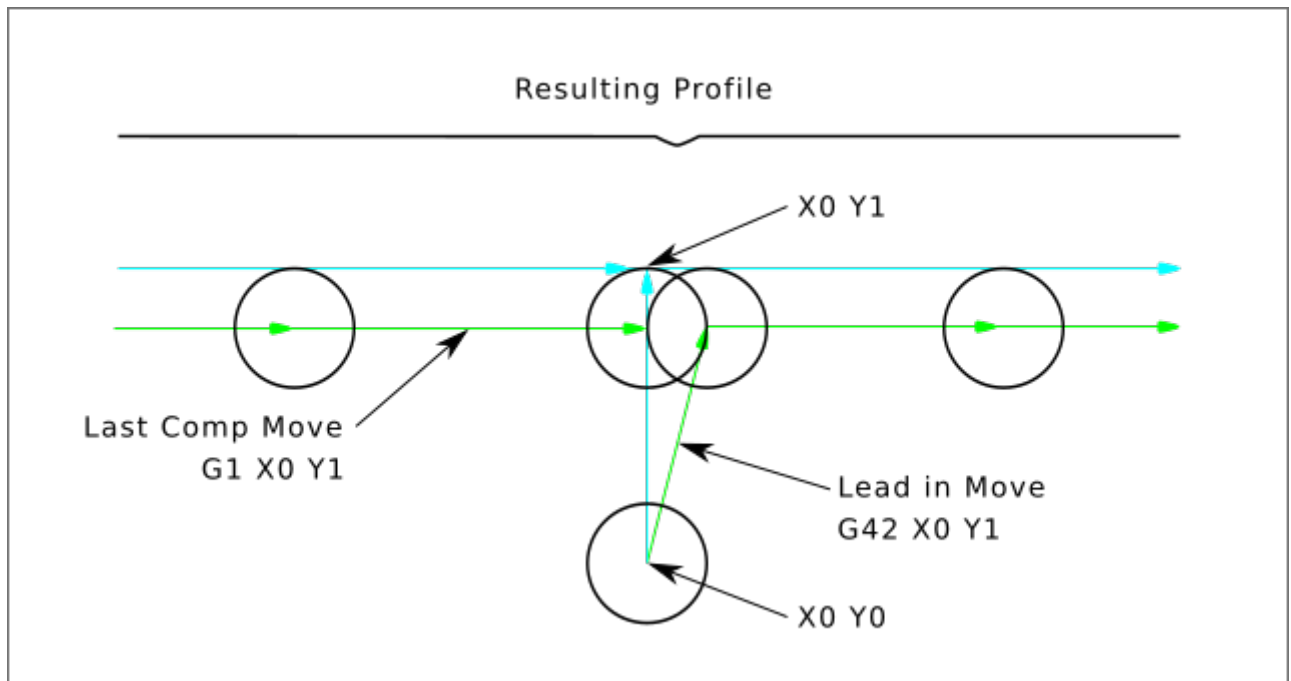 Resulting Profile
X0 Y1
Last Comp Move
G1 X0 Y1
Lead in Move
G42 X0 Y1
X0 Y0